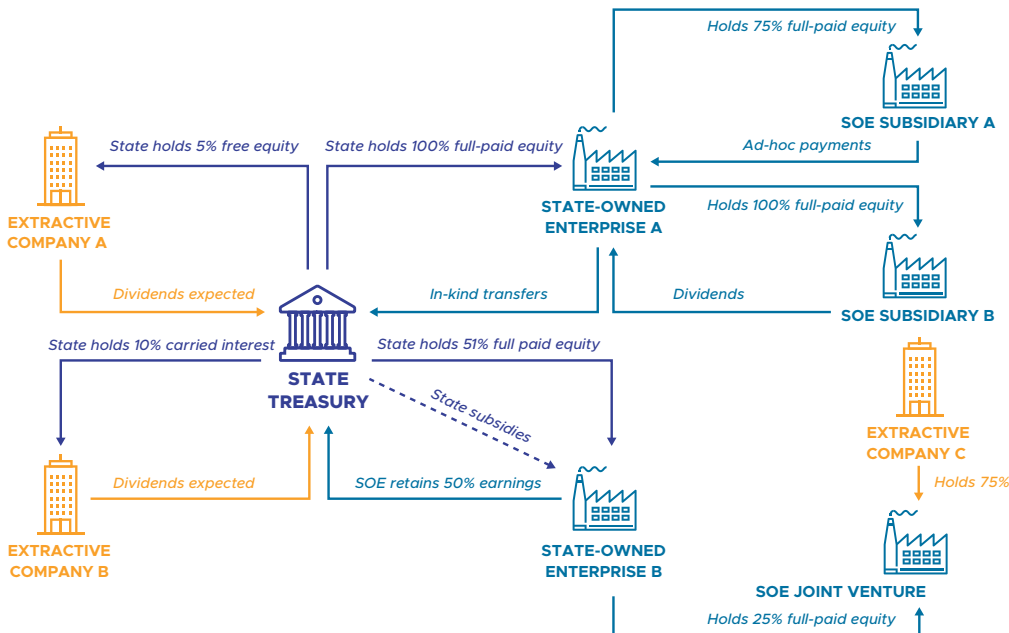 Holds 75% full-paid equity
SOE SUBSIDIARY A
State holds 5% free equity
State holds 100% full-paid equity
Ad-hoc payments
EXTRACTIVE
COMPANY A
STATE-OWNED
ENTERPRISE A
Holds 100% full-paid equity
Dividends expected
In-kind transfers
Dividends
SOE SUBSIDIARY B
State holds 10% carried interest
State holds 51% full paid equity
STATE
TREASURY
State subsidies
EXTRACTIVE
COMPANY C
Dividends expected
SOE retains 50% earnings
Holds 75%
EXTRACTIVE
COMPANY B
STATE-OWNED
ENTERPRISE B
SOE JOINT VENTURE
Holds 25% full-paid equity